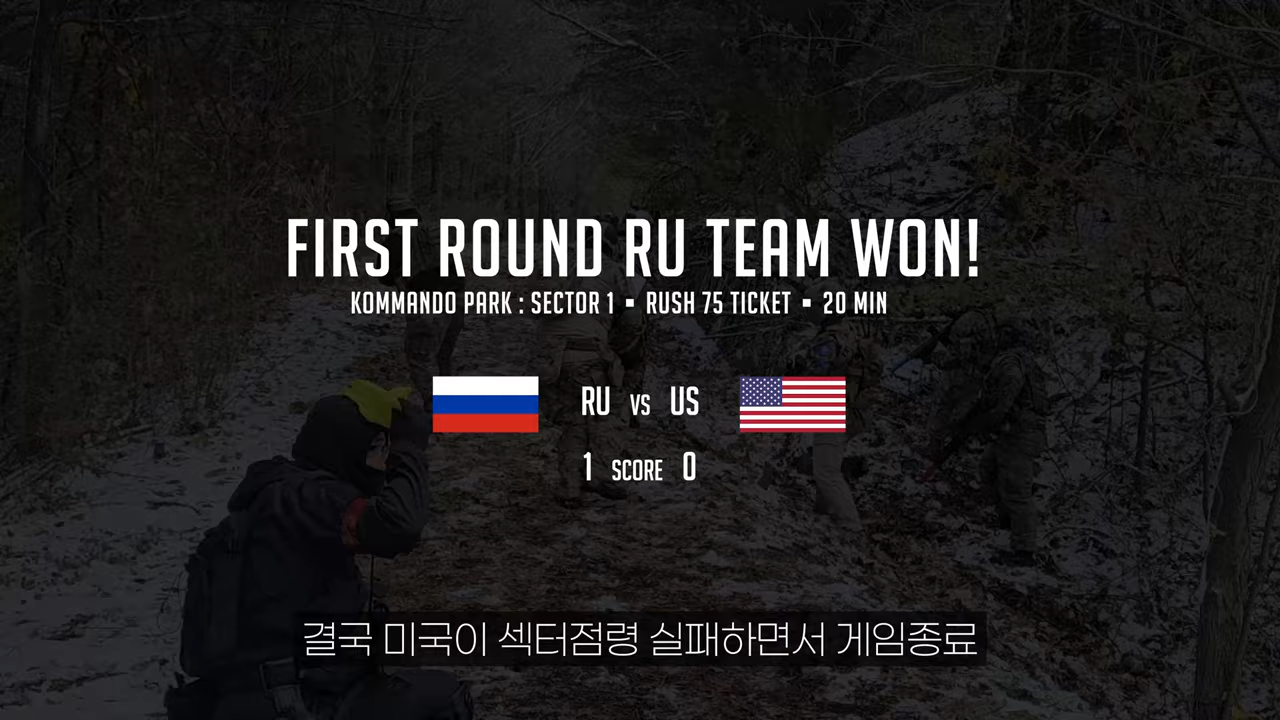 FIRST ROUND RU TEAM WON!
KOMMANDO PARK : SECTOR 1 ▪ RUSH 75 TICKET ▪ 20 MIN
RU VS US
1 SCORE 0
결국 미국이 섹터점령 실패하면서 게임종료